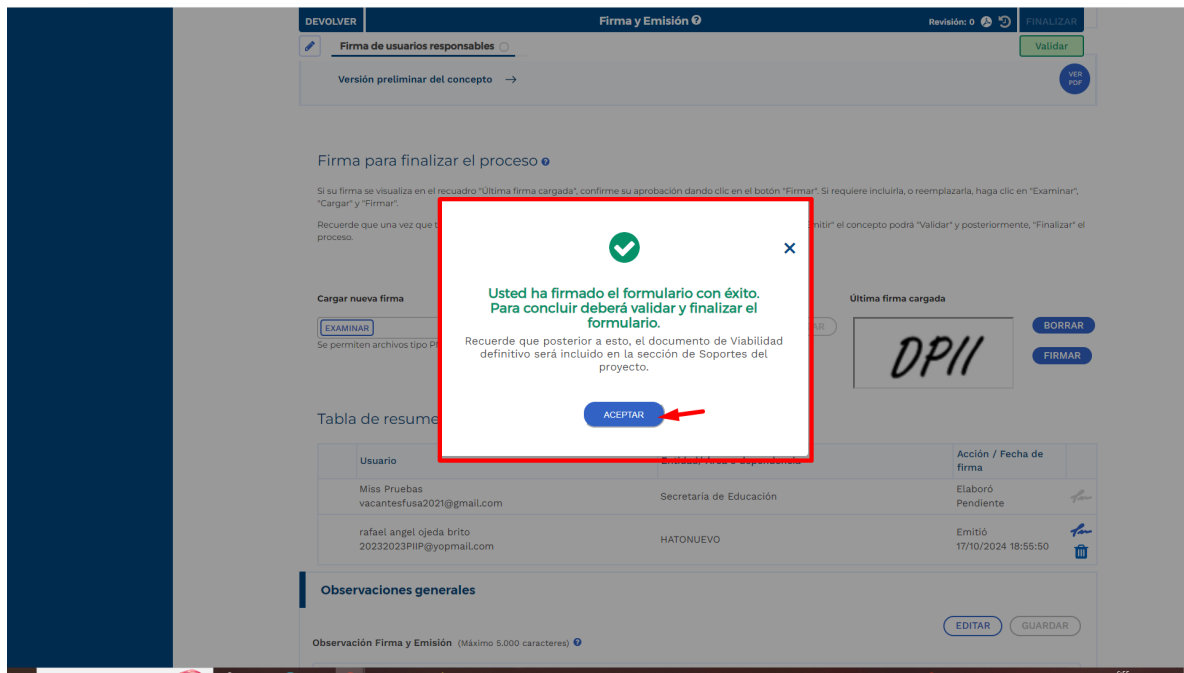 DEVOLVER
Firma y Emisión
Revisión: 0
FINALIZAR
Firma de usuarios responsables
Validar
Versión preliminar del concepto →
VER
PDF
Firma para finalizar el proceso
Si su firma se visualiza en el recuadro "Última firma cargada", confirme su aprobación dando clic en el botón "Firmar". Si requiere incluirla, o reemplazarla, haga clic en "Examinar",
"Cargar" y "Firmar".
Recuerde que una vez que
el concepto podrá "Validar" y posteriormente, "Finalizar" el
proceso.
Usted ha firmado el formulario con éxito.
Para concluir deberá validar y finalizar el
formulario.
Recuerde que posterior a esto, el documento de Viabilidad
definitivo será incluido en la sección de Soportes del
proyecto.
ACEPTAR
Cargar nueva firma
EXAMINAR
Se permiten archivos tipo
Última firma cargada
DPII
BORRAR
FIRMAR
Tabla de resume
Usuario
Entidad/ Área o dependencia
Acción / Fecha de
firma
Miss Pruebas
vacantesfusa2021@gmail.com
Secretaría de Educación
Elaboró
Pendiente
rafael angel ojeda brito
20232023PIIP@yopmail.com
HATONUEVO
Emitió
17/10/2024 18:55:50
Observaciones generales
EDITAR
GUARDAR
Observación Firma y Emisión (Máximo 5.000 caracteres)